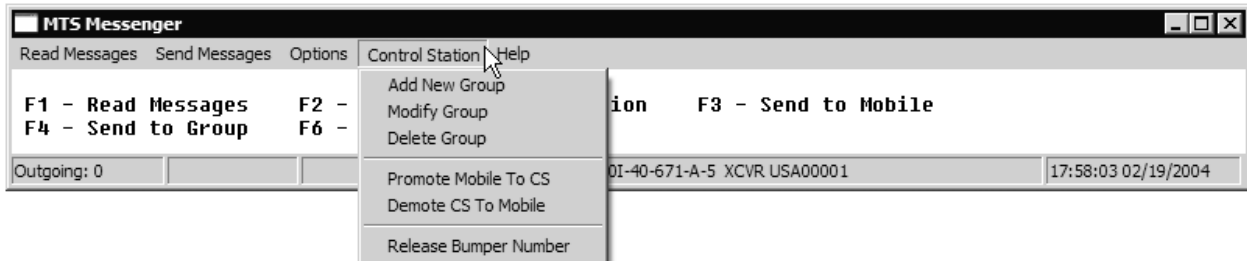 MTS Messenger
Read Messages Send Messages Options Control Station Help
F1 - Read Messages F2 - ion F3 - Send to Mobile
F4 - Send to Group F6 -
Add New Group
Modify Group
Delete Group
Promote Mobile To CS
Demote CS To Mobile
Release Bumper Number
Outgoing: 0 0I-40-671-A-5 XCVR USA00001 17:58:03 02/19/2004